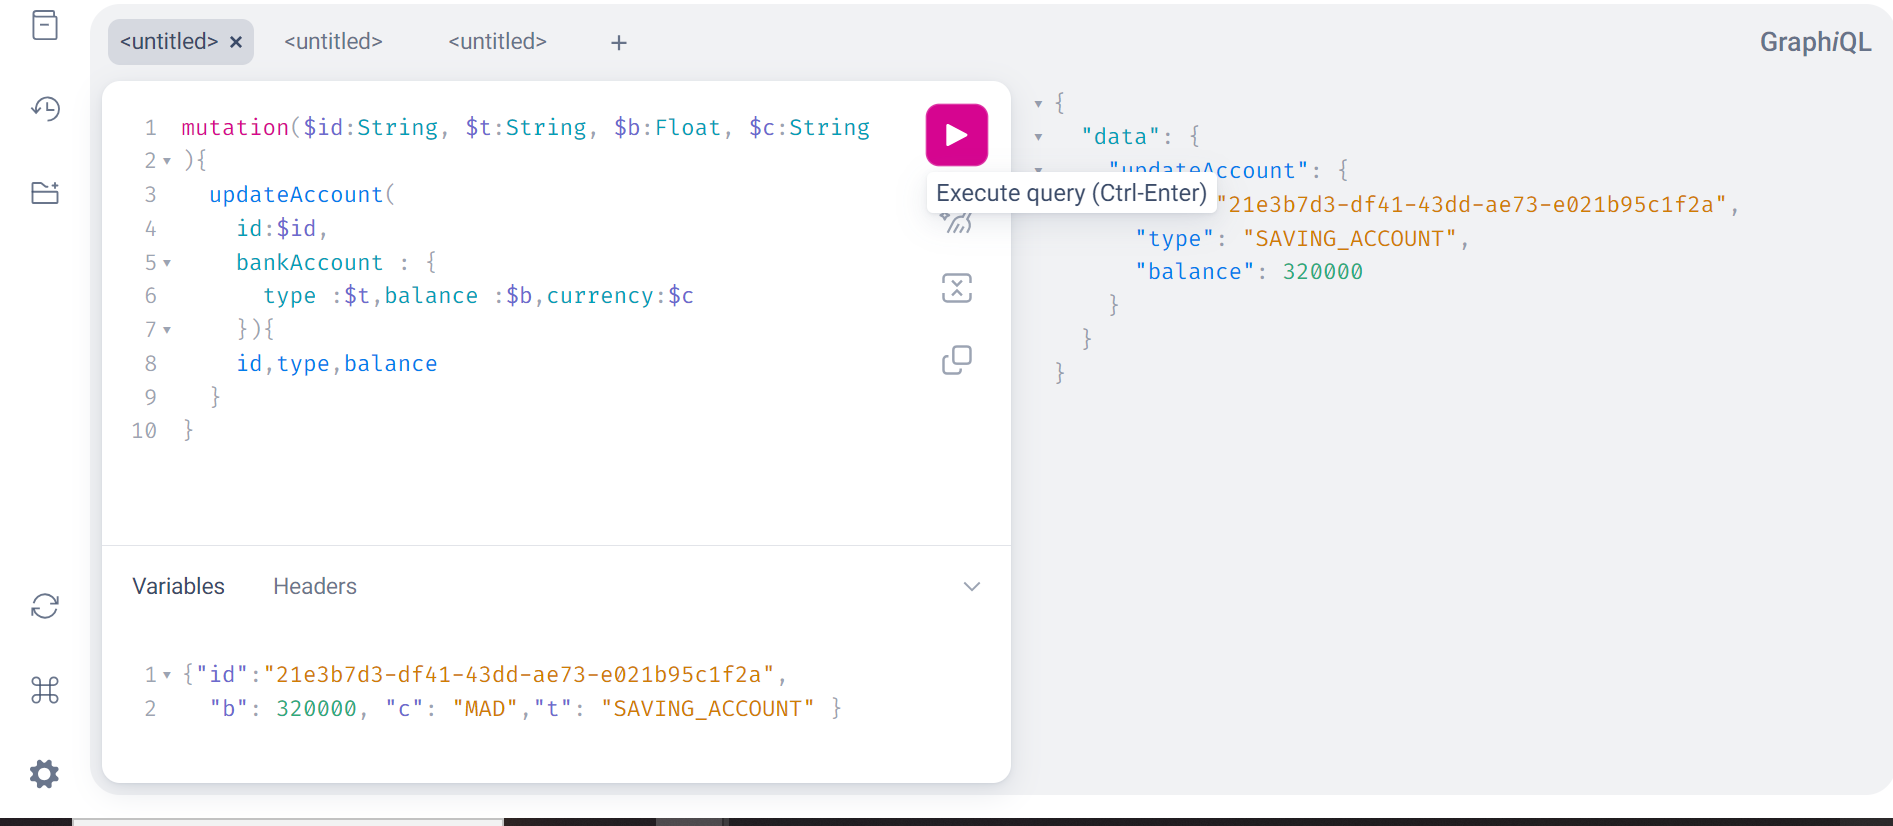 <untitled> × <untitled> <untitled> +
GraphiQL
1 mutation($id:String, $t:String, $b:Float, $c:String
2 ){
3 updateAccount(
4 id:$id,
5 bankAccount : {
6 type :$t,balance :$b,currency:$c
7 }){
8 id,type,balance
9 }
10 }
Execute query (Ctrl-Enter)
Variables Headers
1 {"id":"21e3b7d3-df41-43dd-ae73-e021b95c1f2a",
2 "b": 320000, "c": "MAD","t": "SAVING_ACCOUNT" }
{
"data": {
"updateAccount": {
"21e3b7d3-df41-43dd-ae73-e021b95c1f2a",
"type": "SAVING_ACCOUNT",
"balance": 320000
}
}
}